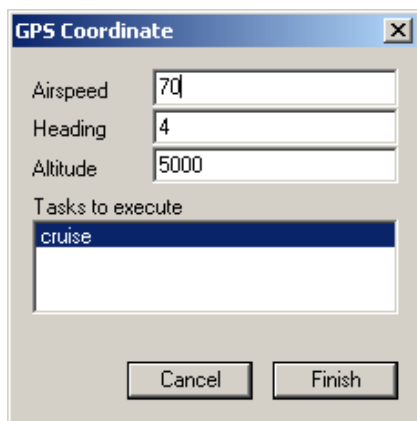 GPS Coordinate
Airspeed 70
Heading 4
Altitude 5000
Tasks to execute
cruise
Cancel Finish